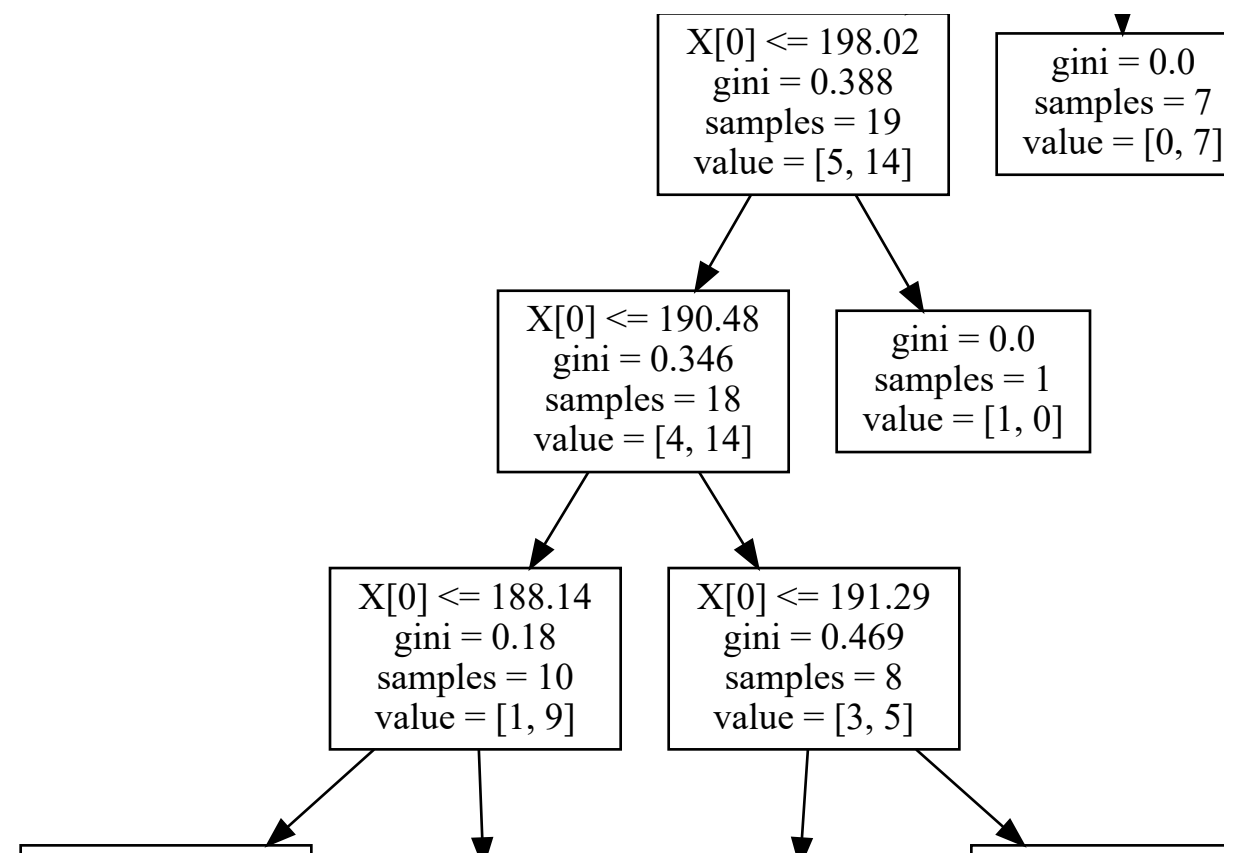 X[0] <= 198.02
gini = 0.388
samples = 19
value = [5, 14]
gini = 0.0
samples = 7
value = [0, 7]
X[0] <= 190.48
gini = 0.346
samples = 18
value = [4, 14]
gini = 0.0
samples = 1
value = [1, 0]
X[0] <= 188.14
gini = 0.18
samples = 10
value = [1, 9]
X[0] <= 191.29
gini = 0.469
samples = 8
value = [3, 5]